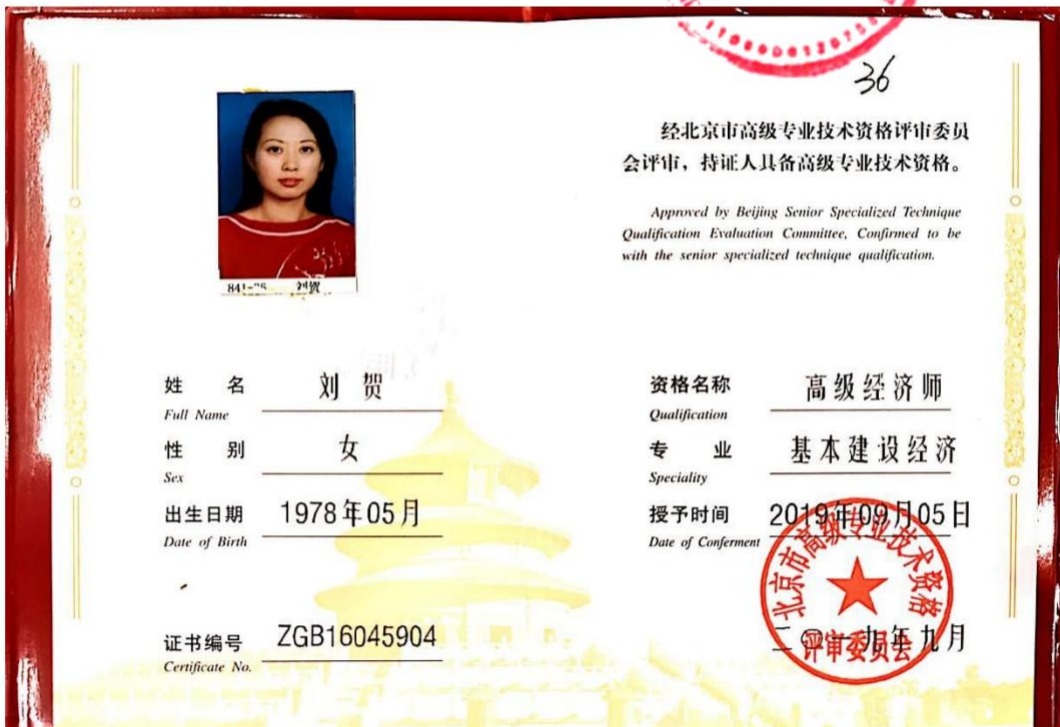 36
经北京市高级专业技术资格评审委员
会评审，持证人具备高级专业技术资格。
Approved by Beijing Senior Specialized Technique
Qualification Evaluation Committee, Confirmed to be
with the senior specialized technique qualification.
刘贺
姓 名 刘 贺
Full Name
性 别 女
Sex
出生日期 1978年05月
Date of Birth
证书编号 ZGB16045904
Certificate No.
资格名称 高级经济师
Qualification
专 业 基本建设经济
Speciality
授予时间 2019年09月05日
Date of Conferment
北京市高级专业技术资格
评审委员会
二〇一九年九月